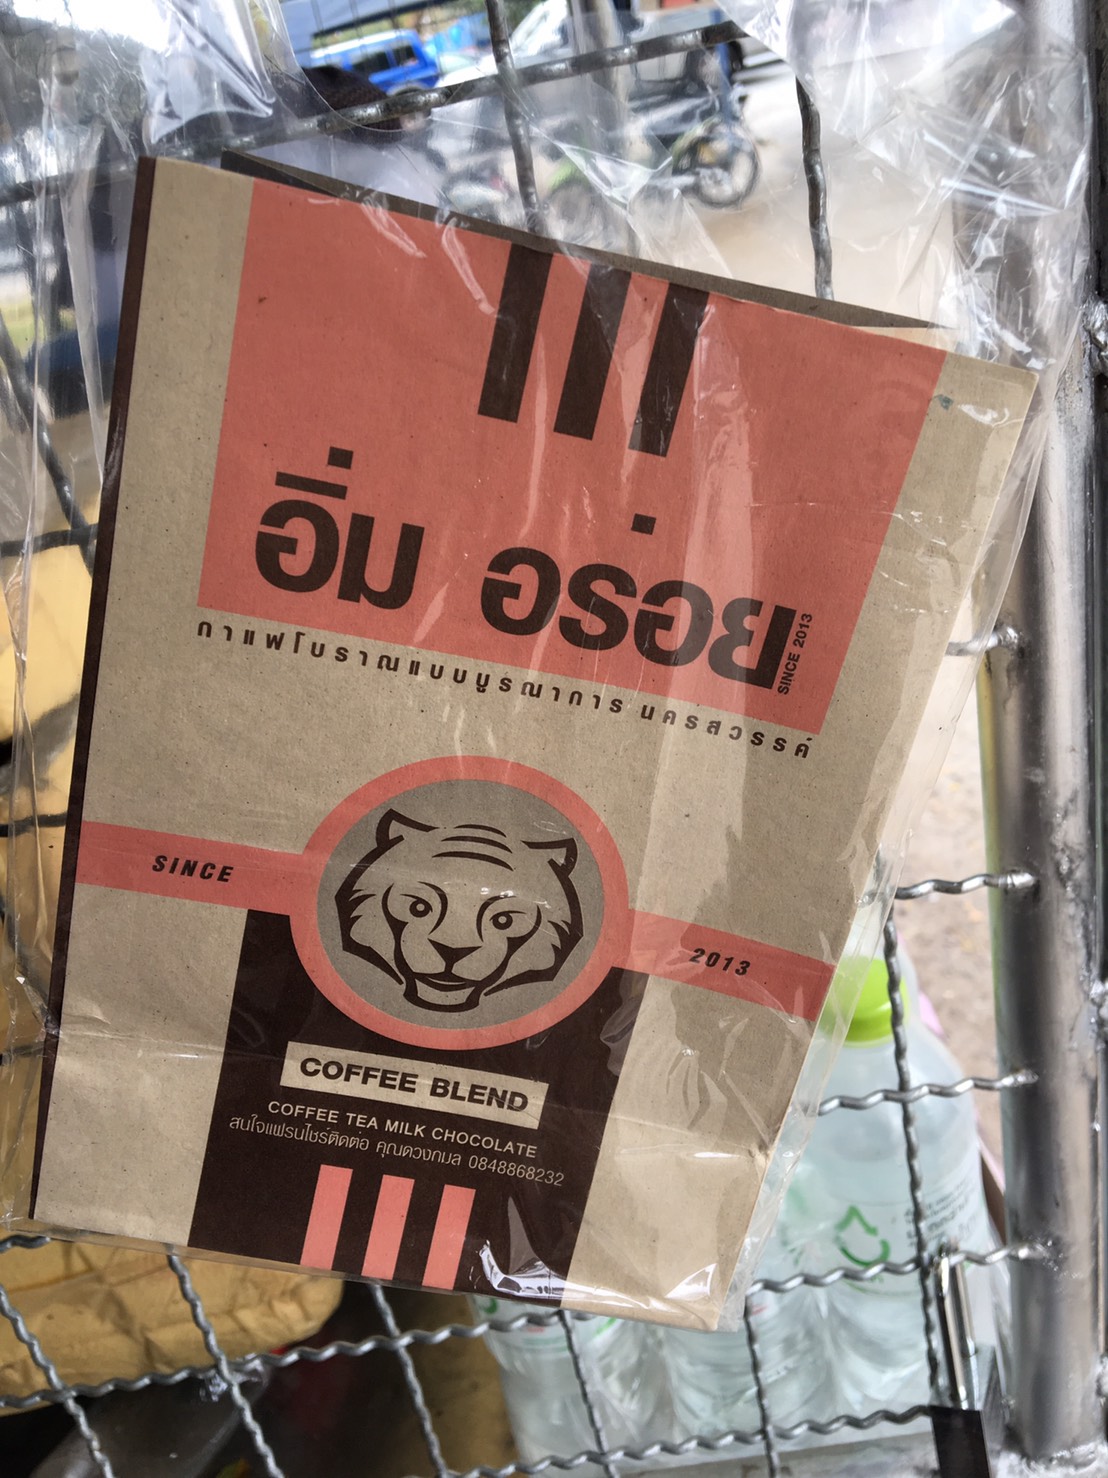 อิ่ม อร่อย
SINCE 2013
กาแฟโบราณแบบบูรณาการ นครสวรรค์
SINCE
2013
COFFEE BLEND
COFFEE TEA MILK CHOCOLATE
สนใจแฟรนไชร์ติดต่อ คุณดวงกมล 0848868232